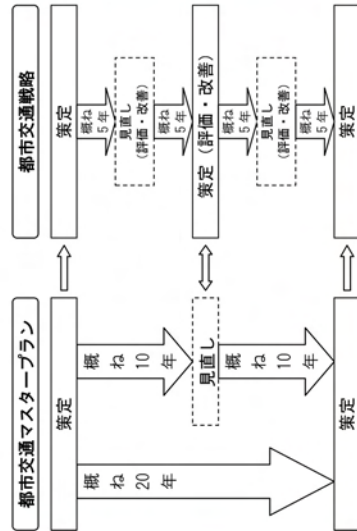 都市交通マスタープラン
策定
概ね20年
概ね10年
見直し
概ね10年
策定
都市交通戦略
策定
概ね
5年
見直し
(評価・改善)
概ね
5年
策定(評価・改善)
概ね
5年
見直し
(評価・改善)
概ね
5年
策定